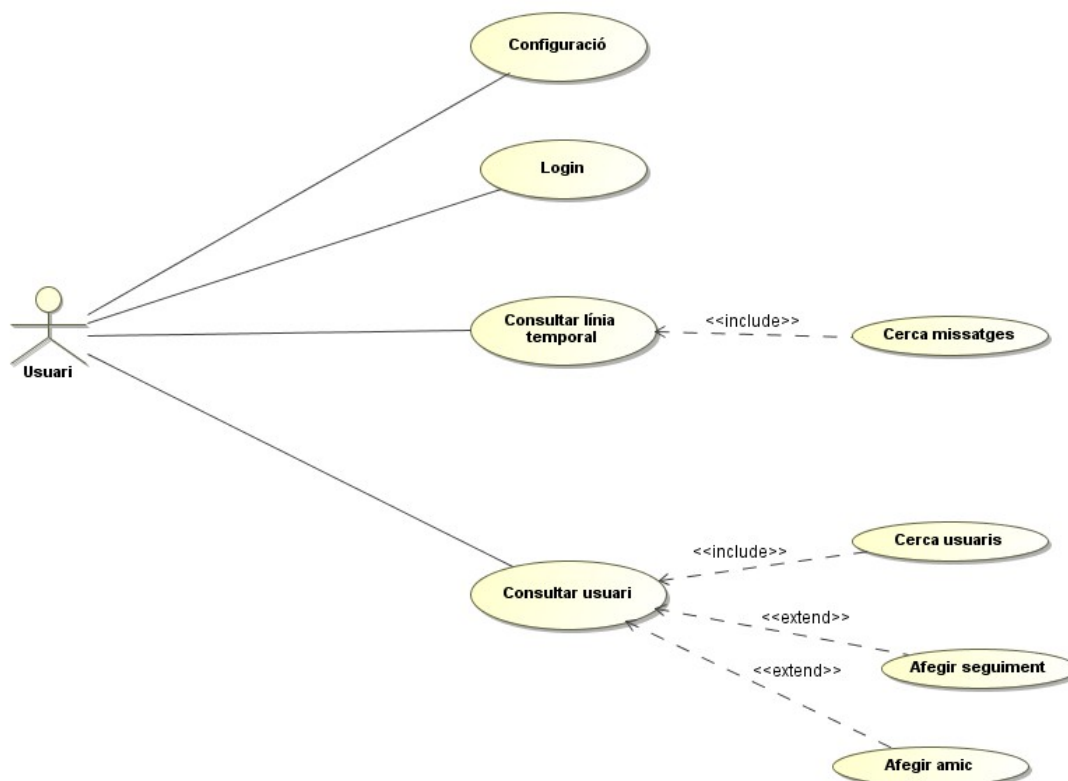 Configuració
Login
Usuari
Consultar línia
temporal
<<include>>
Cerca missatges
Consultar usuari
<<include>>
Cerca usuaris
<<extend>>
Afegir seguiment
<<extend>>
Afegir amic